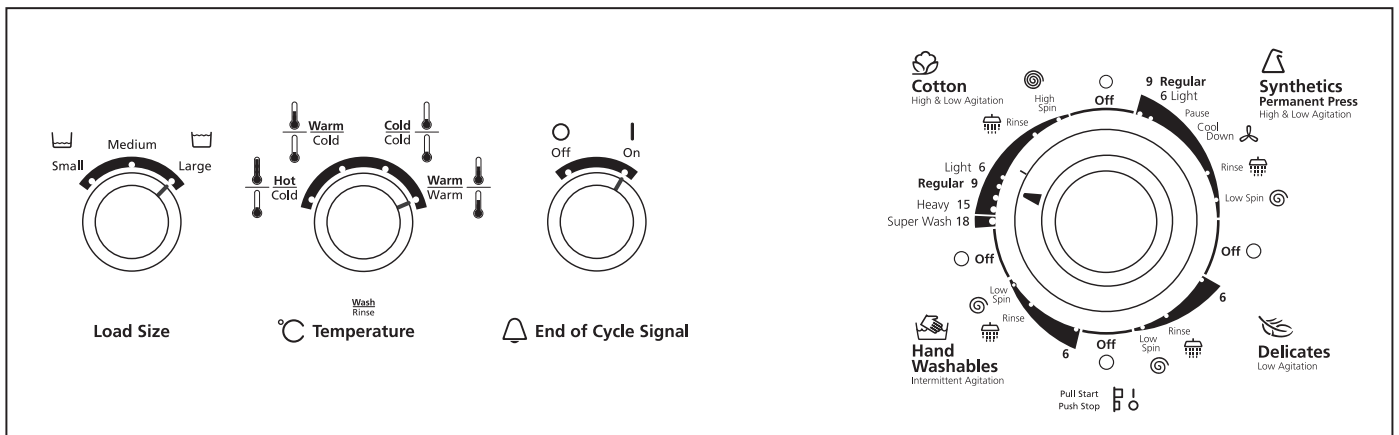 Small
Medium
Large
Load Size
Hot
Cold
Warm
Cold
Cold
Cold
Warm
Warm
Wash
Rinse
°C Temperature
Off
On
End of Cycle Signal
Cotton
High & Low Agitation
Super Wash 18
Heavy 15
Regular 9
Light 6
Rinse
High
Spin
Off
Synthetics
Permanent Press
High & Low Agitation
9 Regular
6 Light
Pause
Cool
Down
Rinse
Low Spin
Off
Delicates
Low Agitation
6
Rinse
Low
Spin
Off
Hand
Washables
Intermittent Agitation
6
Rinse
Low
Spin
Off
Pull Start
Push Stop